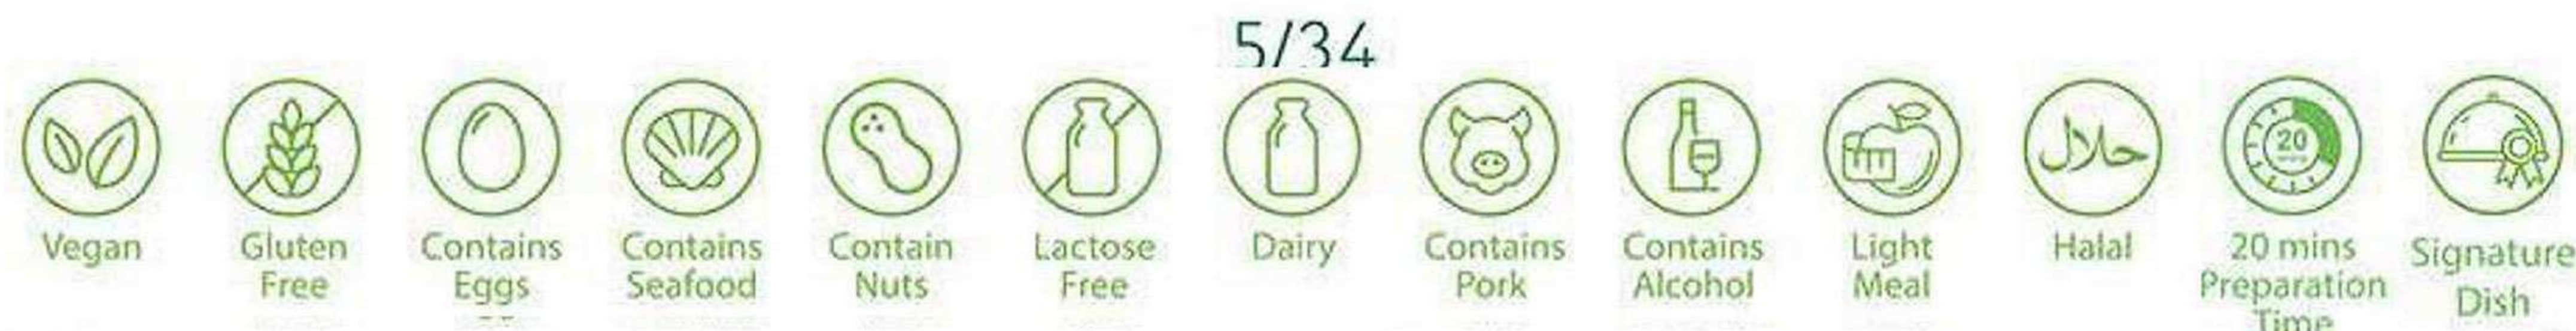 5/34
حلال
20
Vegan
Gluten
Free
Contains
Eggs
Contains
Seafood
Contain
Nuts
Lactose
Free
Dairy
Contains
Pork
Contains
Alcohol
Light
Meal
Halal
20 mins
Preparation
Time
Signature
Dish